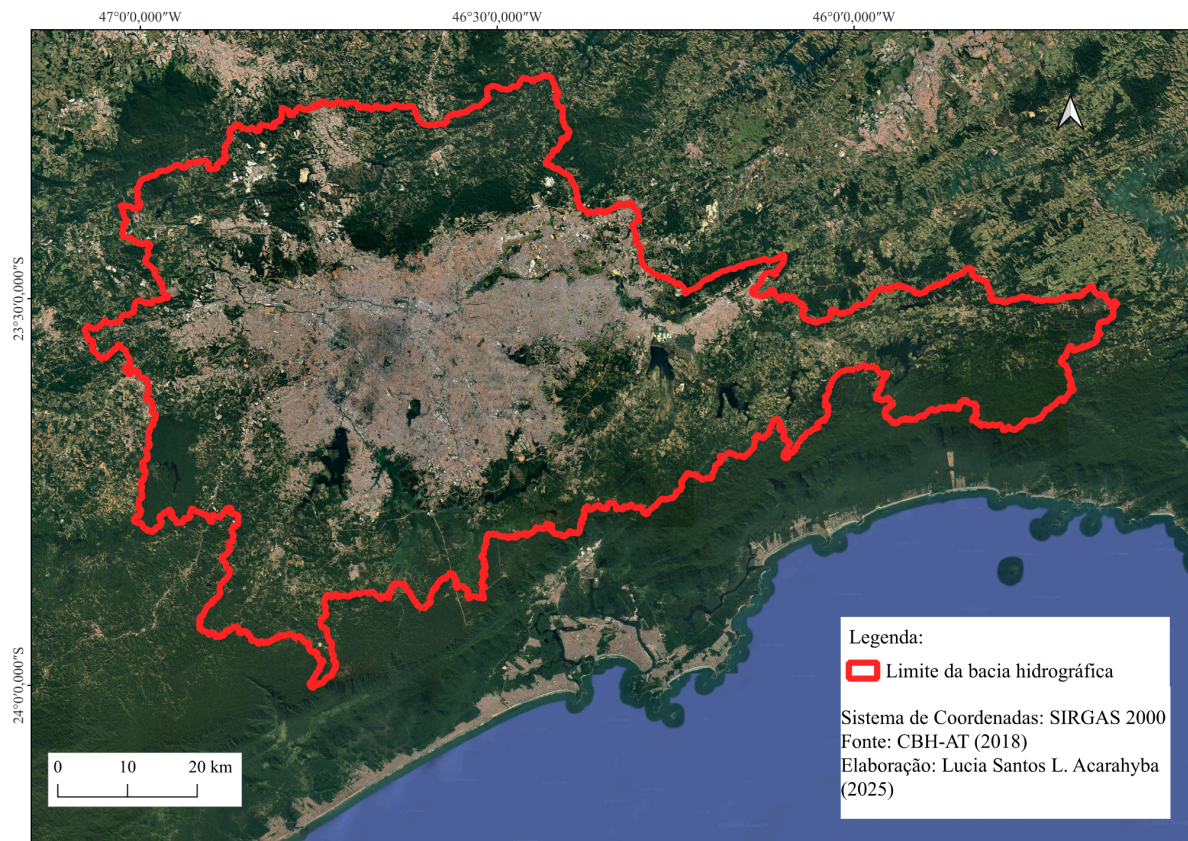 47°0'0,000"W
46°30'0,000"W
46°0'0,000"W
23°30'0,000"S
24°0'0,000"S
Legenda:
Limite da bacia hidrográfica
Sistema de Coordenadas: SIRGAS 2000
Fonte: CBH-AT (2018)
Elaboração: Lucia Santos L. Acarahyba
(2025)
0 10 20 km